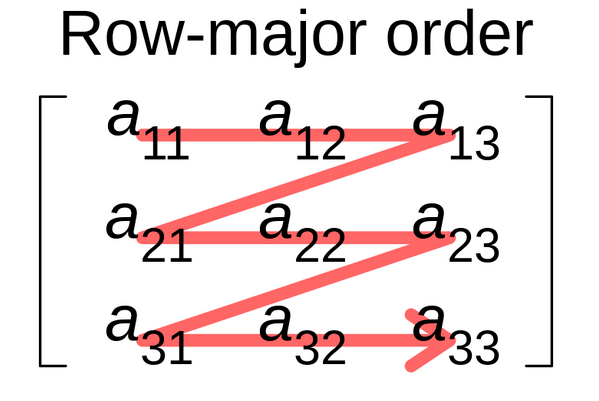 Row-major order
a11 a12 a13
a21 a22 a23
a31 a32 a33